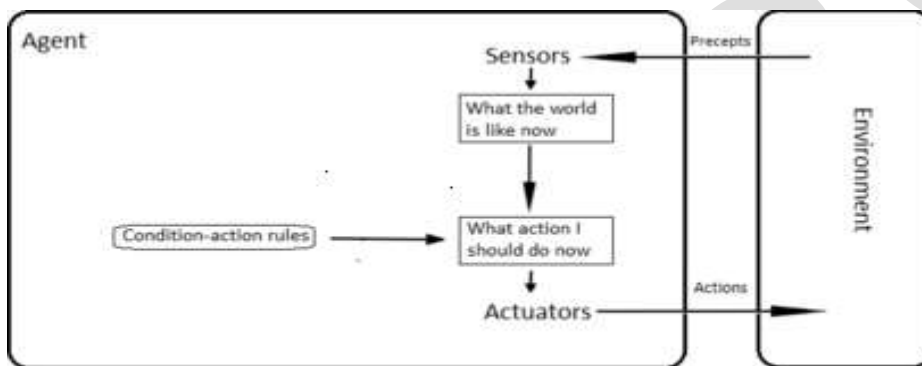 Agent
Precepts
Sensors
What the world
is like now
Environment
Condition-action rules
What action I
should do now
Actions
Actuators